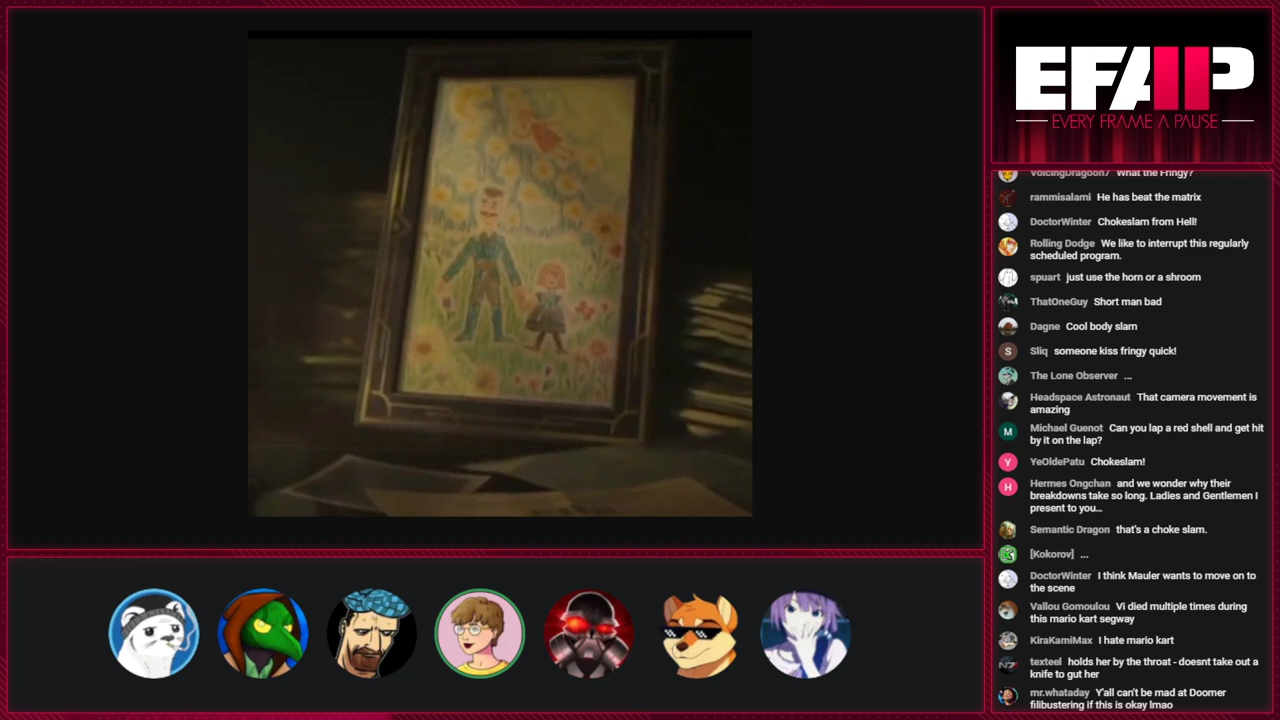 EFAP
EVERY FRAME A PAUSE
VoicingDragoon7 What the Fringy?
rammisalami He has beat the matrix
DoctorWinter Chokeslam from Hell!
Rolling Dodge We like to interrupt this regularly
scheduled program.
spuart just use the horn or a shroom
ThatOneGuy Short man bad
Dagne Cool body slam
S
Sliq someone kiss fringy quick!
The Lone Observer ...
Headspace Astronaut That camera movement is
amazing
M
Michael Guenot Can you lap a red shell and get hit
by it on the lap?
Y
YeOldePatu Chokeslam!
H
Hermes Ongchan and we wonder why their
breakdowns take so long. Ladies and Gentlemen I
present to you...
Semantic Dragon that's a choke slam.
[Kokorov] ...
DoctorWinter I think Mauler wants to move on to
the scene
Vallou Gomoulou Vi died multiple times during
this mario kart segway
KiraKamiMax I hate mario kart
N7
texteel holds her by the throat - doesnt take out a
knife to gut her
mr.whataday Y'all can't be mad at Doomer
filibustering if this is okay lmao